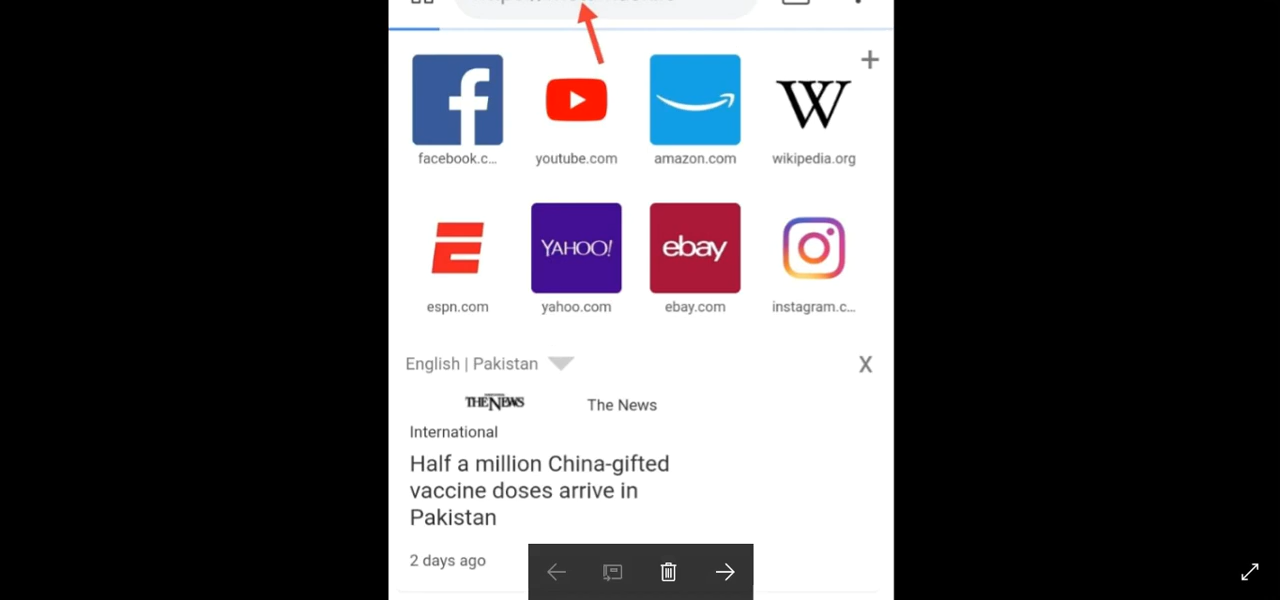 facebook.c... youtube.com amazon.com wikipedia.org
YAHOO! ebay
espn.com yahoo.com ebay.com instagram.c...
English | Pakistan X
THE NEWS The News
International
Half a million China-gifted
vaccine doses arrive in
Pakistan
2 days ago